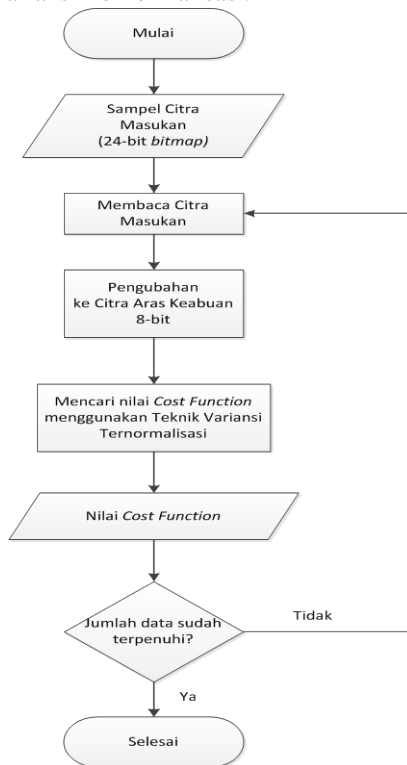 Mulai
Sampel Citra
Masukan
(24-bit bitmap)
Membaca Citra
Masukan
Pengubahan
ke Citra Aras Keabuan
8-bit
Mencari nilai Cost Function
menggunakan Teknik Variansi
Ternormalisasi
Nilai Cost Function
Jumlah data sudah
terpenuhi?
Tidak
Ya
Selesai